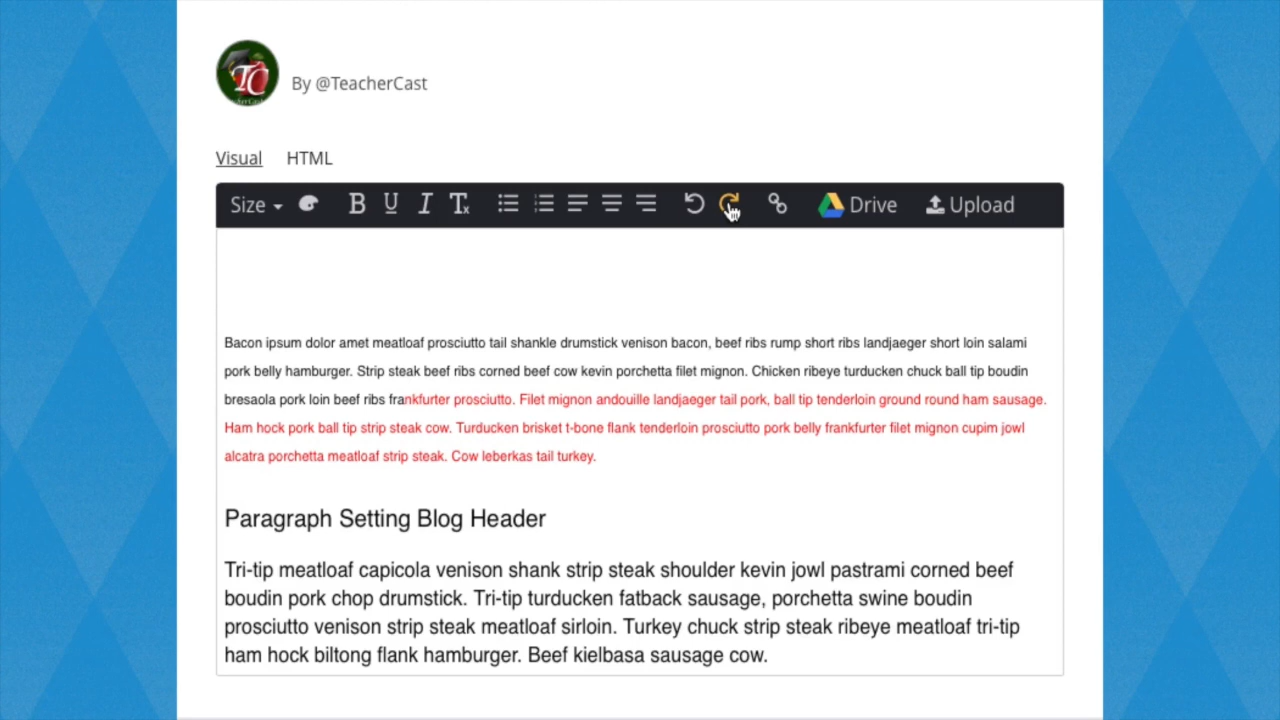 TC
By @TeacherCast
Visual HTML
Size B U I Tx Drive Upload
Bacon ipsum dolor amet meatloaf prosciutto tail shankle drumstick venison bacon, beef ribs rump short ribs landjaeger short loin salami
pork belly hamburger. Strip steak beef ribs corned beef cow kevin porchetta filet mignon. Chicken ribeye turducken chuck ball tip boudin
bresaola pork loin beef ribs frankfurter prosciutto. Filet mignon andouille landjaeger tail pork, ball tip tenderloin ground round ham sausage.
Ham hock pork ball tip strip steak cow. Turducken brisket t-bone flank tenderloin prosciutto pork belly frankfurter filet mignon cupim jowl
alcatra porchetta meatloaf strip steak. Cow leberkas tail turkey.
Paragraph Setting Blog Header
Tri-tip meatloaf capicola venison shank strip steak shoulder kevin jowl pastrami corned beef
boudin pork chop drumstick. Tri-tip turducken fatback sausage, porchetta swine boudin
prosciutto venison strip steak meatloaf sirloin. Turkey chuck strip steak ribeye meatloaf tri-tip
ham hock biltong flank hamburger. Beef kielbasa sausage cow.